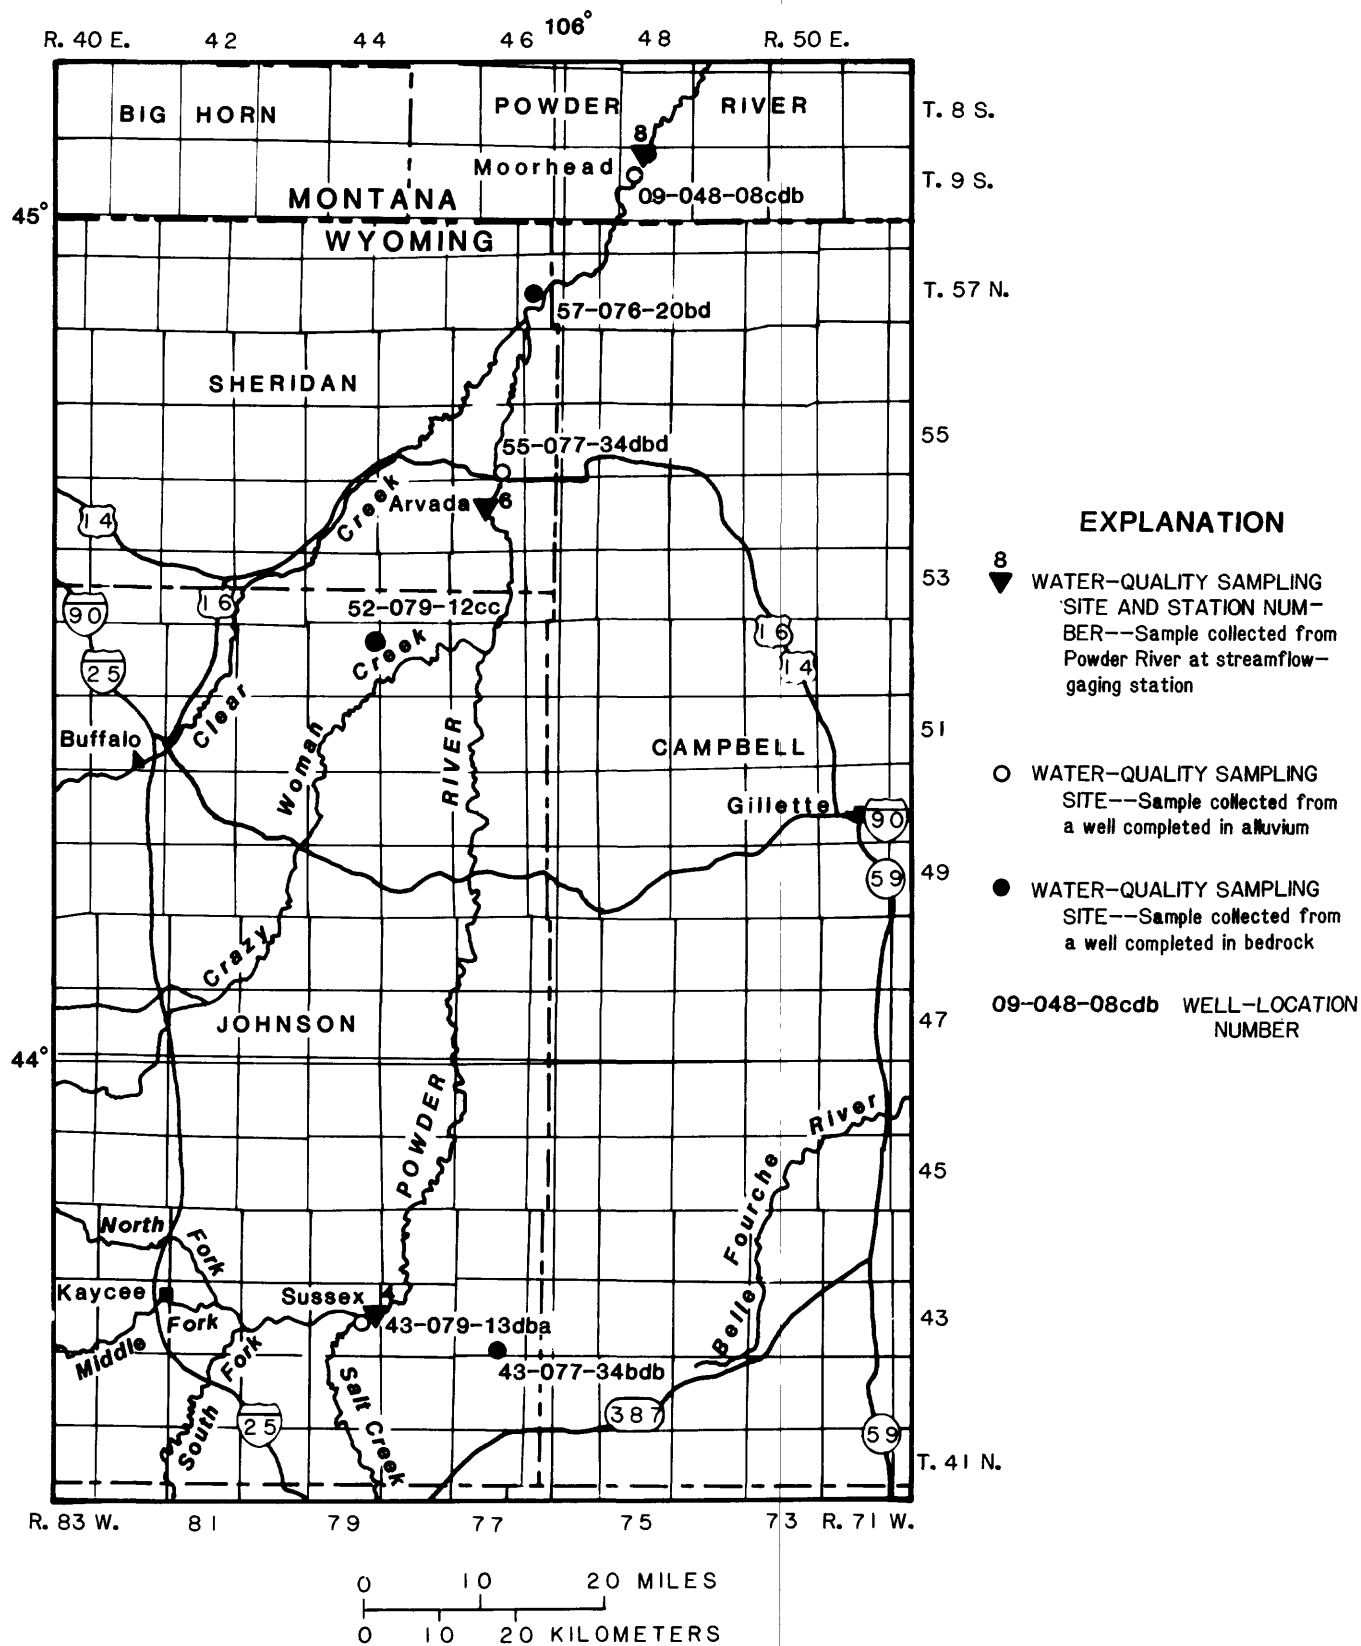 R. 40 E. 42 44 46 106° 48 R. 50 E.
BIG HORN POWDER RIVER T. 8 S.
8
Moorhead T. 9 S.
09-048-08cdb
MONTANA
45°
WYOMING
T. 57 N.
57-076-20bd
SHERIDAN
55
55-077-34dbd
Creek
Arvada 6
14
53
16
52-079-12cc
90
Creek
16
25
14
Clear
Buffalo
Woman
RIVER
51
CAMPBELL
Gillette
90
49
59
Crazy
JOHNSON
47
44°
POWDER
River
45
Fourche
North
Fork
Kaycee
Sussex 4
Fork
43
43-079-13dba
Belle
Middle
Fork
43-077-34bdb
Salt Creek
387
South
25
59
T. 41 N.
R. 83 W. 81 79 77 75 73 R. 71 W.
0 10 20 MILES
0 10 20 KILOMETERS
EXPLANATION
8
WATER-QUALITY SAMPLING
SITE AND STATION NUM-
BER--Sample collected from
Powder River at streamflow-
gaging station
WATER-QUALITY SAMPLING
SITE--Sample collected from
a well completed in alluvium
WATER-QUALITY SAMPLING
SITE--Sample collected from
a well completed in bedrock
09-048-08cdb WELL-LOCATION
NUMBER